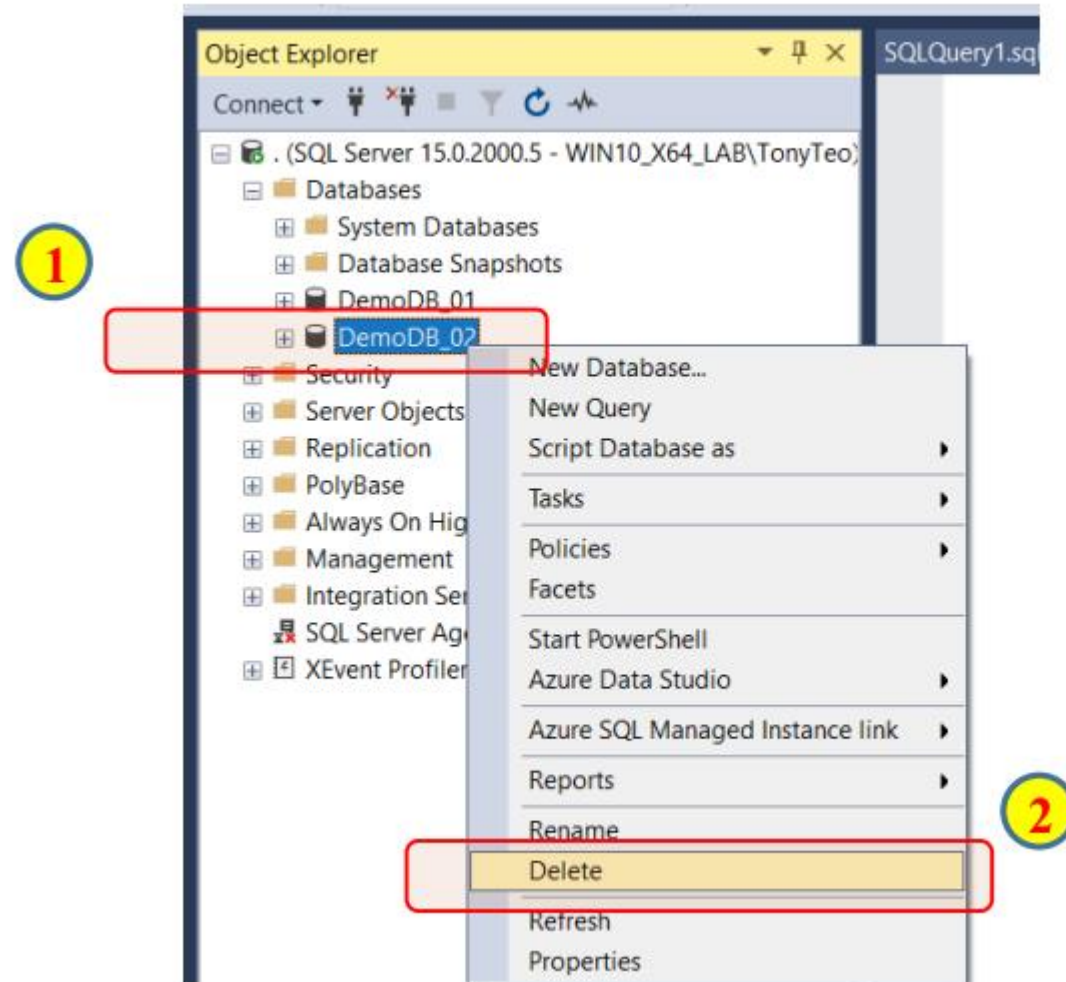 Object Explorer
SQLQuery1.sql
Connect
. (SQL Server 15.0.2000.5 - WIN10_X64_LAB\TonyTeo)
Databases
System Databases
1
Database Snapshots
DemoDB_01
DemoDB_02
New Database...
Security
New Query
Server Objects
Script Database as
Replication
PolyBase
Tasks
Always On Hig
Policies
Management
Facets
Integration Ser
SQL Server Age
Start PowerShell
XEvent Profiler
Azure Data Studio
Azure SQL Managed Instance link
Reports
2
Rename
Delete
Refresh
Properties